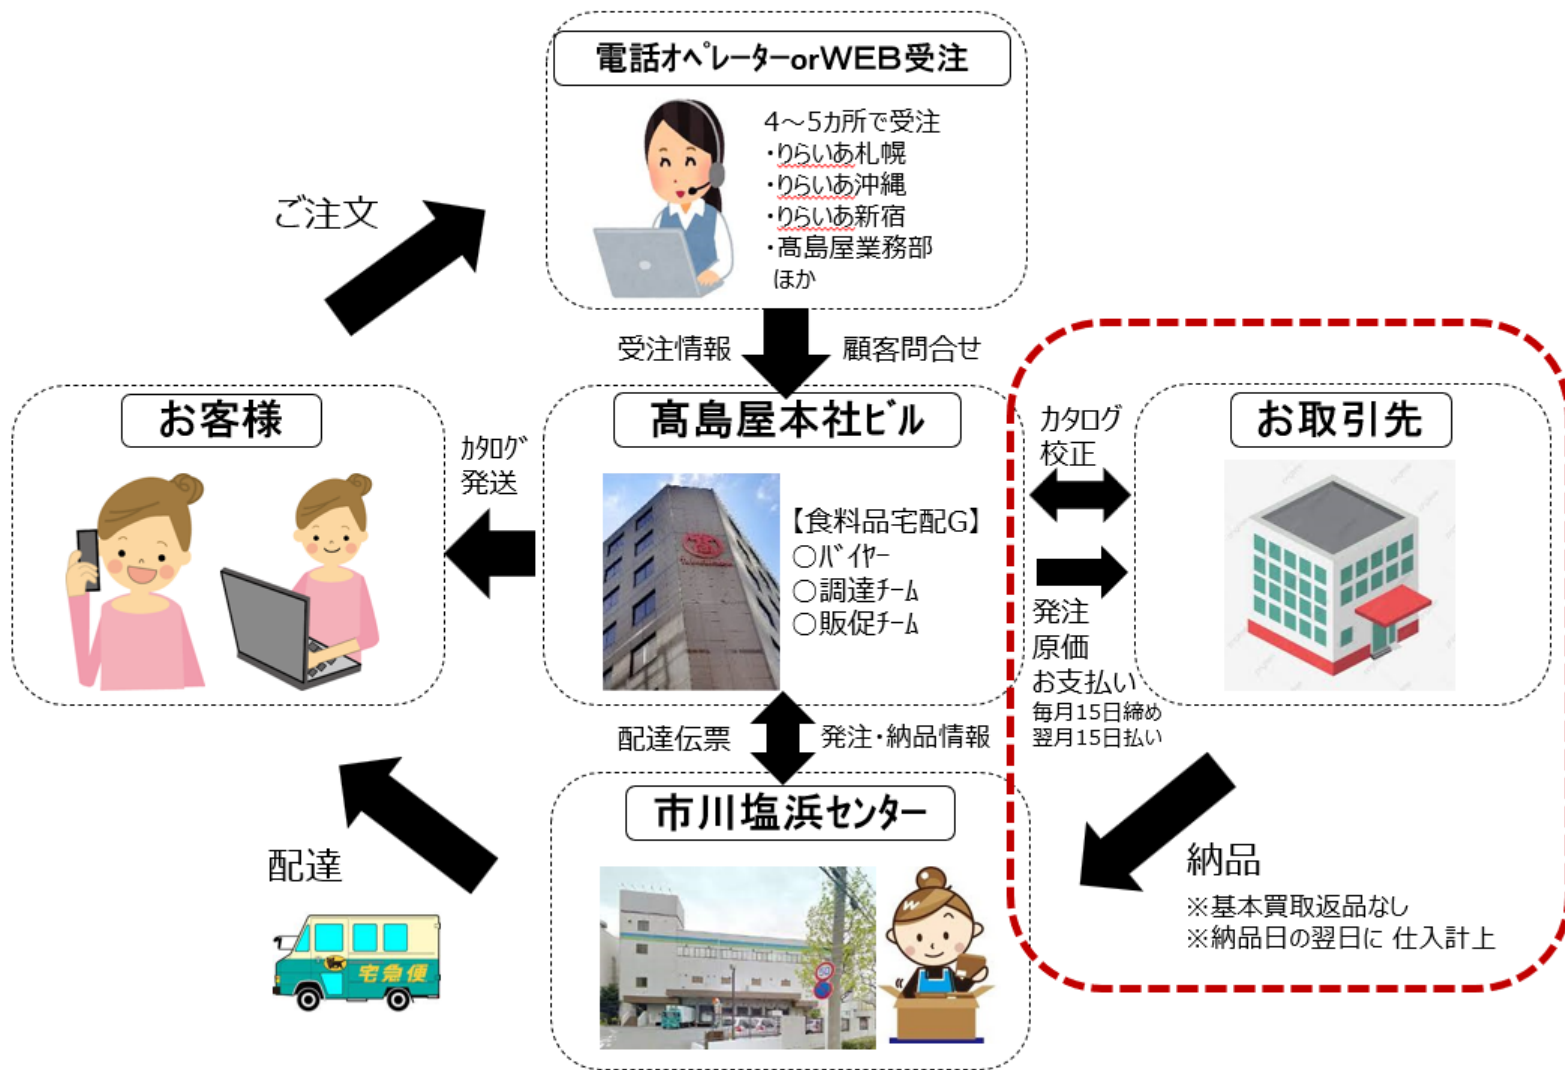 電話オペレーターorWEB受注
4～5カ所で受注
・りらいあ札幌
・りらいあ沖縄
・りらいあ新宿
・髙島屋業務部
ほか
ご注文
受注情報
顧客問合せ
お客様
カタログ
発送
髙島屋本社ビル
【食料品宅配G】
○バイヤー
○調達チーム
○販促チーム
カタログ
校正
お取引先
発注
原価
お支払い
毎月15日締め
翌月15日払い
配達伝票
発注・納品情報
市川塩浜センター
配達
宅急便
納品
※基本買取返品なし
※納品日の翌日に 仕入計上